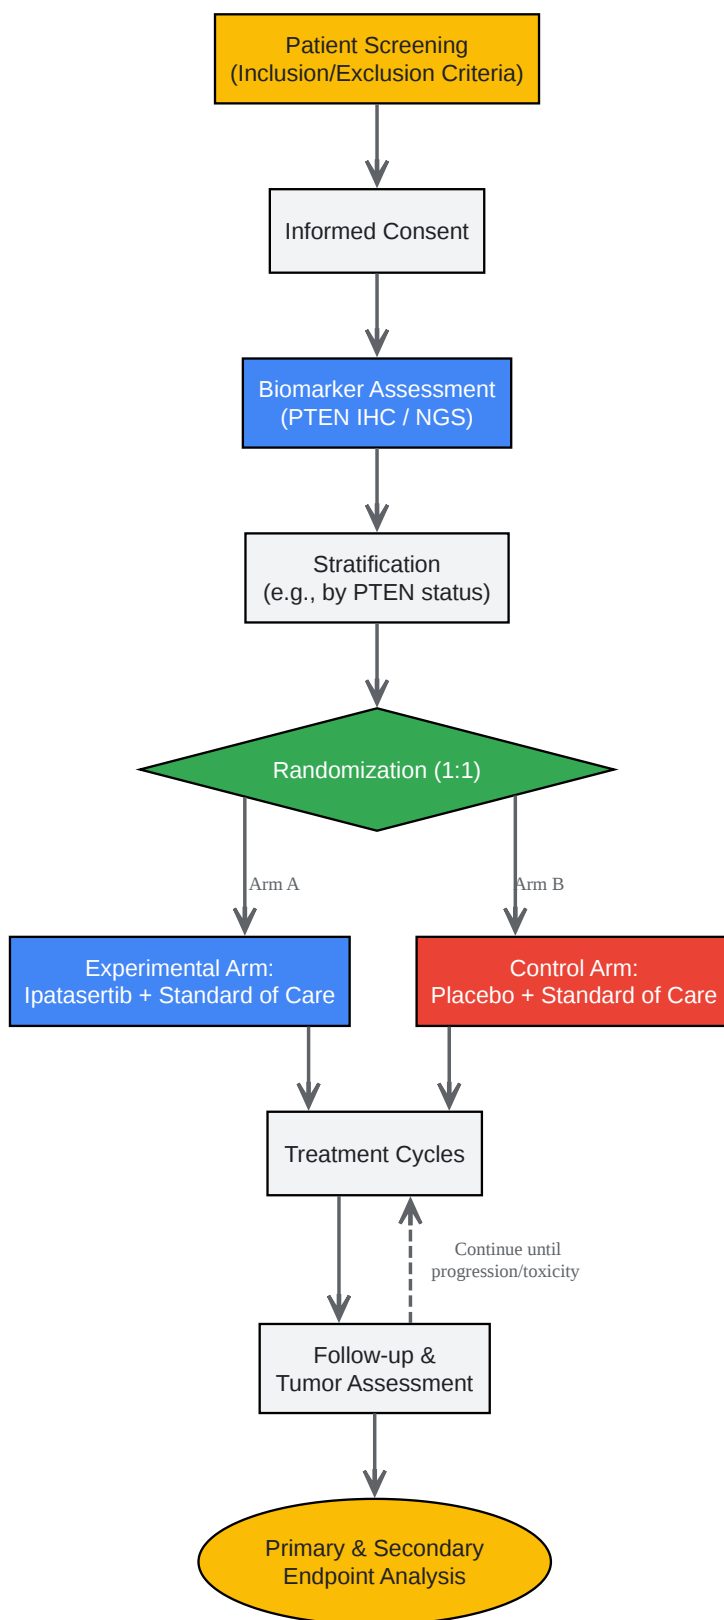 Patient Screening
(Inclusion/Exclusion Criteria)
Informed Consent
Biomarker Assessment
(PTEN IHC / NGS)
Stratification
(e.g., by PTEN status)
Randomization (1:1)
Arm A
Arm B
Experimental Arm:
Ipatasertib + Standard of Care
Control Arm:
Placebo + Standard of Care
Treatment Cycles
Continue until
progression/toxicity
Follow-up &
Tumor Assessment
Primary & Secondary
Endpoint Analysis